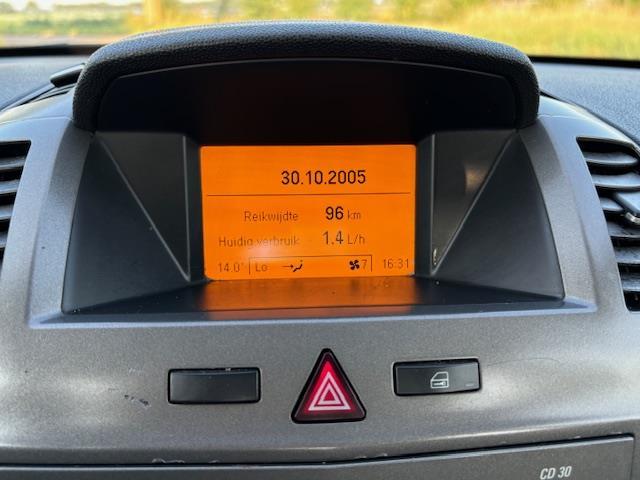 30.10.2005
Reikwijdte 96 km
Huidig verbruik 1.4 L/h
14.0° Lo 7 16:31
CD 30